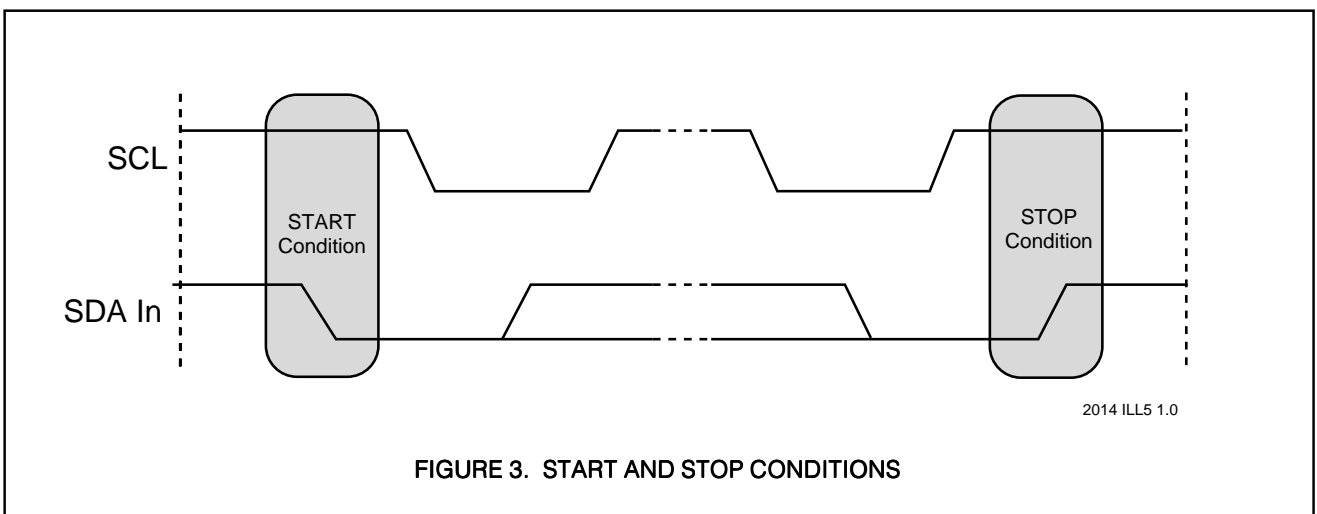 SCL
START
Condition
STOP
Condition
SDA In
2014 ILL5 1.0
FIGURE 3. START AND STOP CONDITIONS